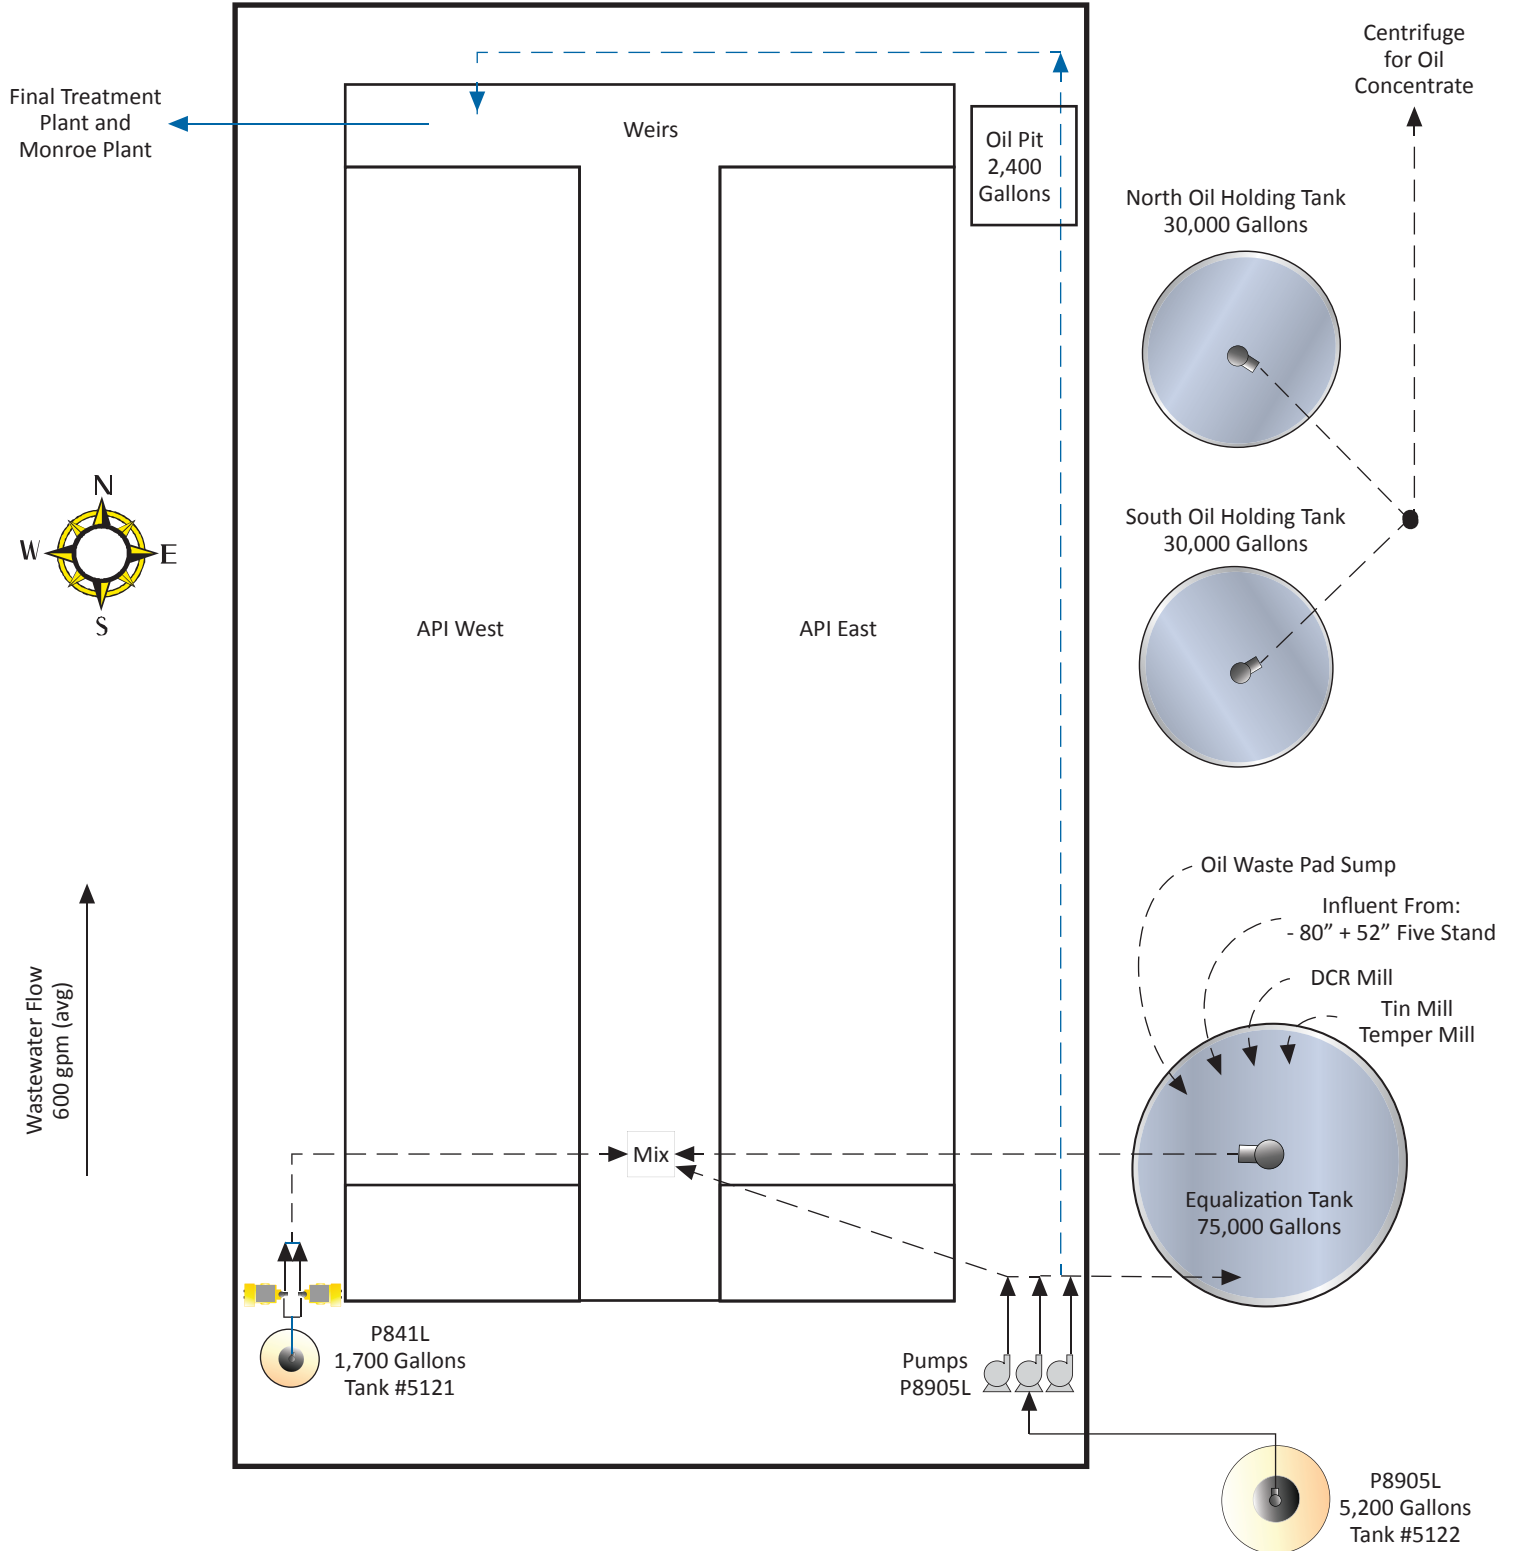 Centrifuge
for Oil
Concentrate
Final Treatment
Plant and
Monroe Plant
Weirs
Oil Pit
2,400
Gallons
North Oil Holding Tank
30,000 Gallons
N
W
E
S
South Oil Holding Tank
30,000 Gallons
API West
API East
Oil Waste Pad Sump
Influent From:
- 80” + 52” Five Stand
DCR Mill
Tin Mill
Temper Mill
Wastewater Flow
600 gpm (avg)
Mix
Equalization Tank
75,000 Gallons
P841L
1,700 Gallons
Tank #5121
Pumps
P8905L
P8905L
5,200 Gallons
Tank #5122